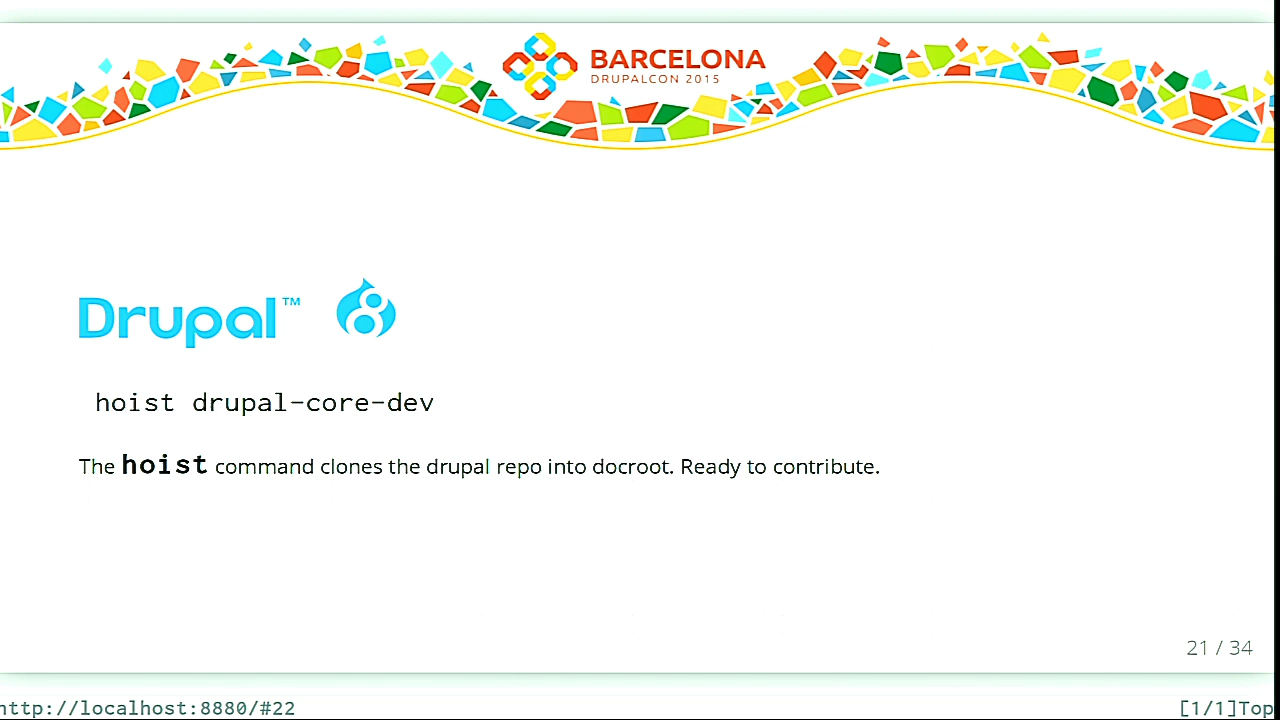 BARCELONA
DRUPALCON 2015
Drupal™ 8
hoist drupal-core-dev
The hoist command clones the drupal repo into docroot. Ready to contribute.
21 / 34
http://localhost:8880/#22 [1/1]Top